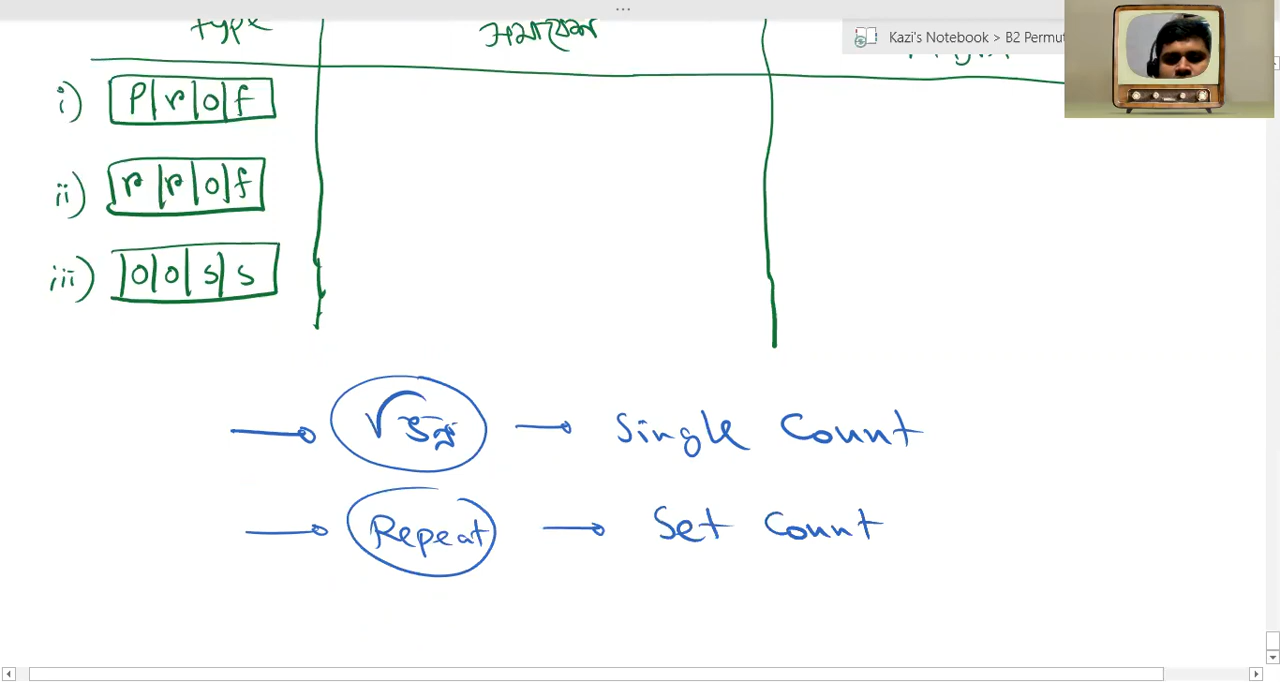 ...
type সমাবেশ Kazi's Notebook > B2 Permut
i) P|r|o|f
ii) r|r|o|f
iii) |o|o|s|s
→ √ভিন্ন → Single Count
→ Repeat → Set Count